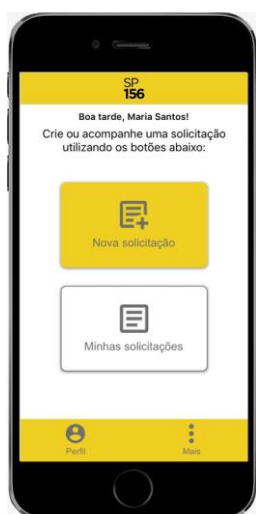 SP
156
Boa tarde, Maria Santos!
Crie ou acompanhe uma solicitação
utilizando os botões abaixo:
Nova solicitação
Minhas solicitações
Perfil
Mais